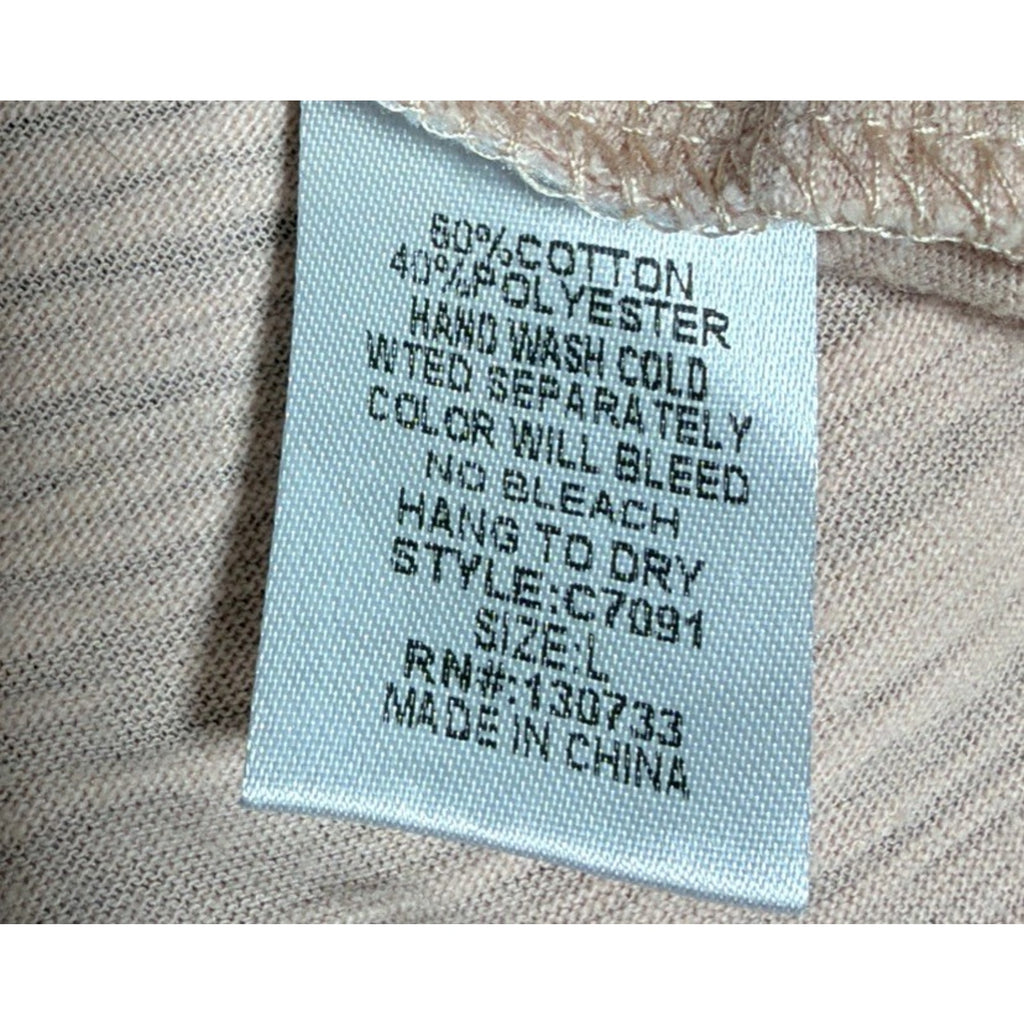 60%COTTON
40%POLYESTER
HAND WASH COLD
WTED SEPARATELY
COLOR WILL BLEED
NO BLEACH
HANG TO DRY
STYLE:C7091
SIZE:L
RN#:130733
MADE IN CHINA